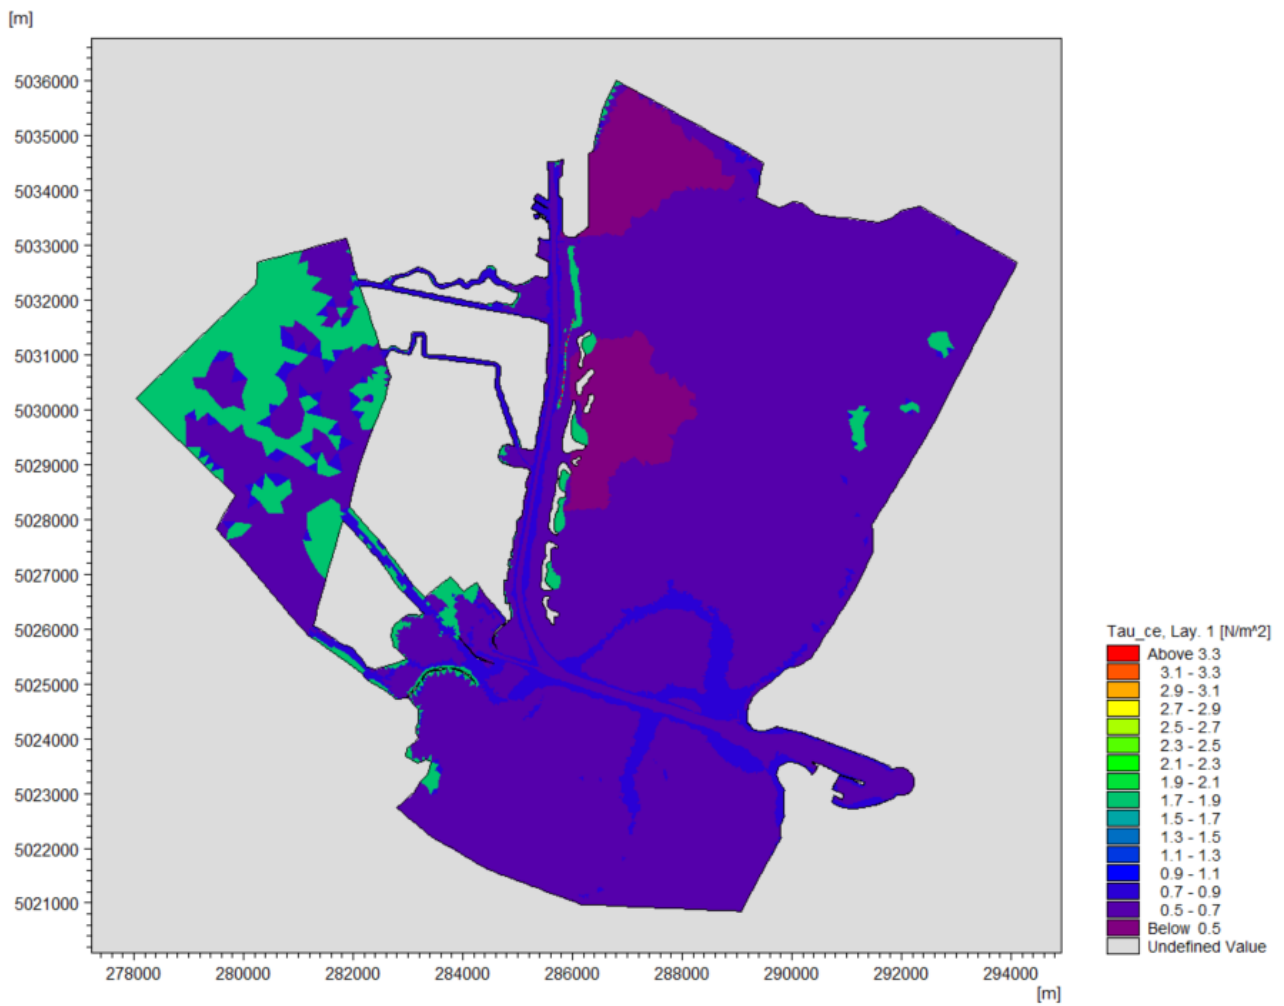 [m]
5036000
5035000
5034000
5033000
5032000
5031000
5030000
5029000
5028000
5027000
5026000
5025000
5024000
5023000
5022000
5021000
278000 280000 282000 284000 286000 288000 290000 292000 294000
[m]
Tau_ce, Lay. 1 [N/m^2]
Above 3.3
3.1 - 3.3
2.9 - 3.1
2.7 - 2.9
2.5 - 2.7
2.3 - 2.5
2.1 - 2.3
1.9 - 2.1
1.7 - 1.9
1.5 - 1.7
1.3 - 1.5
1.1 - 1.3
0.9 - 1.1
0.7 - 0.9
0.5 - 0.7
Below 0.5
Undefined Value